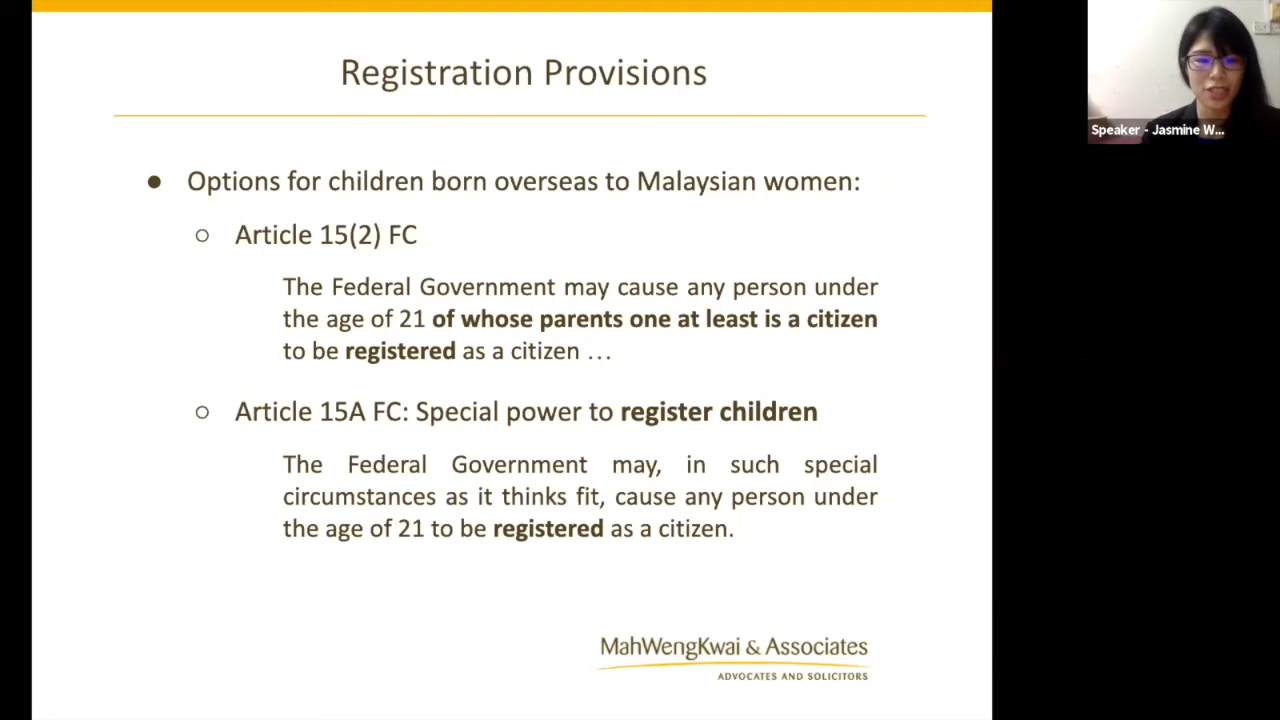 Registration Provisions
● Options for children born overseas to Malaysian women:
○ Article 15(2) FC
The Federal Government may cause any person under
the age of 21 of whose parents one at least is a citizen
to be registered as a citizen …
○ Article 15A FC: Special power to register children
The Federal Government may, in such special
circumstances as it thinks fit, cause any person under
the age of 21 to be registered as a citizen.
MahWengKwai & Associates
ADVOCATES AND SOLICITORS
Speaker - Jasmine W...